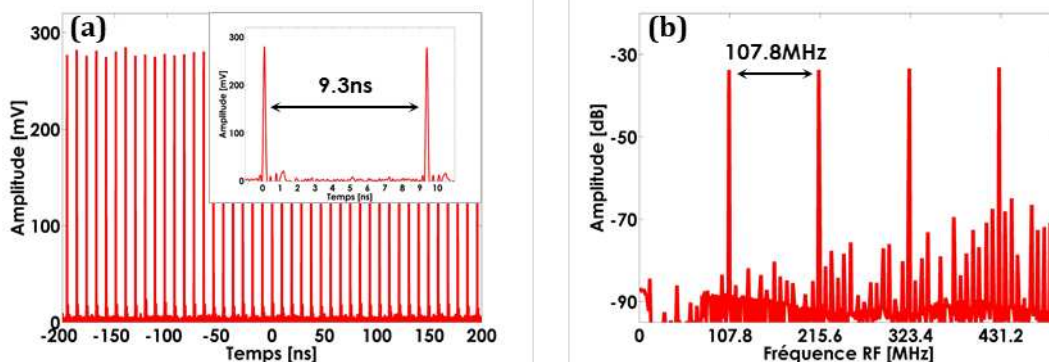 (a)
300
200
100
0
Amplitude [mV]
-200 -150 -100 -50 0 50 100 150 200
Temps [ns]
300
200
100
0
Amplitude [mV]
9.3ns
0 1 2 3 4 5 6 7 8 9 10
Temps [ns]
(b)
-30
-50
-70
-90
Amplitude [dB]
107.8MHz
0 107.8 215.6 323.4 431.2
Fréquence RF [MHz]